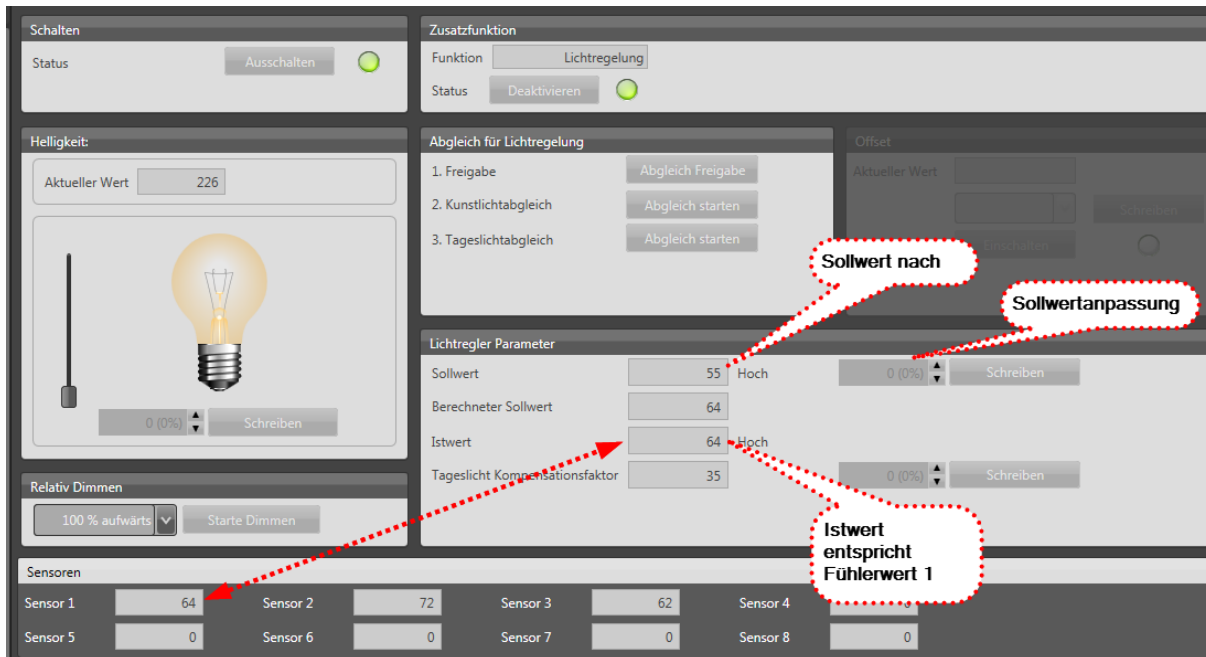 Schalten
Status
Ausschalten
Zusatzfunktion
Funktion
Lichtregelung
Status
Deaktivieren
Helligkeit:
Aktueller Wert
226
0 (0%)
Schreiben
Abgleich für Lichtregelung
1. Freigabe
Abgleich Freigabe
2. Kunstlichtabgleich
Abgleich starten
3. Tageslichtabgleich
Abgleich starten
Offset
Aktueller Wert
Schreiben
Einschalten
Sollwert nach
Sollwertanpassung
Lichtregler Parameter
Sollwert
55
Hoch
0 (0%)
Schreiben
Berechneter Sollwert
64
Istwert
64
Hoch
Tageslicht Kompensationsfaktor
35
0 (0%)
Schreiben
Istwert
entspricht
Fühlerwert 1
Relativ Dimmen
100 % aufwärts
Starte Dimmen
Sensoren
Sensor 1
64
Sensor 2
72
Sensor 3
62
Sensor 4
Sensor 5
0
Sensor 6
0
Sensor 7
0
Sensor 8
0